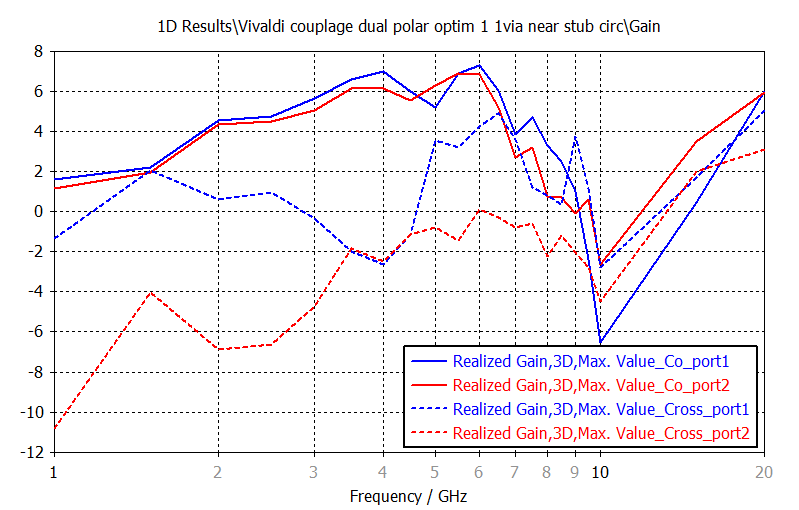 1D Results\Vivaldi couplage dual polar optim 1 1via near stub circ\Gain
8
6
4
2
0
-2
-4
-6
-8
-10
-12
Realized Gain,3D,Max. Value_Co_port1
Realized Gain,3D,Max. Value_Co_port2
Realized Gain,3D,Max. Value_Cross_port1
Realized Gain,3D,Max. Value_Cross_port2
1 2 3 4 5 6 7 8 9 10 20
Frequency / GHz